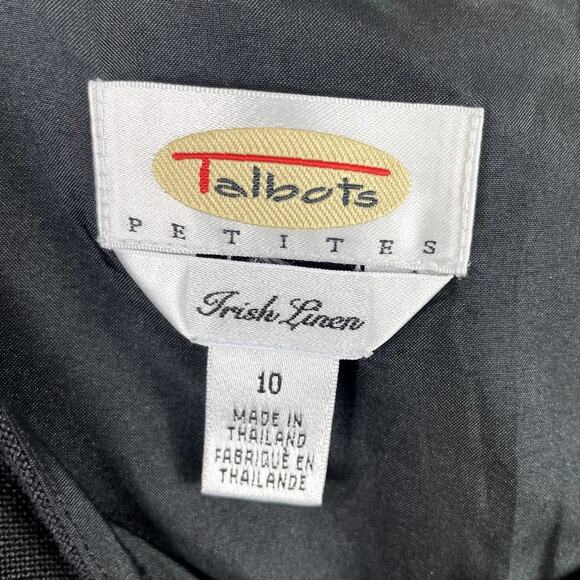 Talbots
PETITES
Irish Linen
10
MADE IN
THAILAND
FABRIQUÉ EN
THAÏLANDE